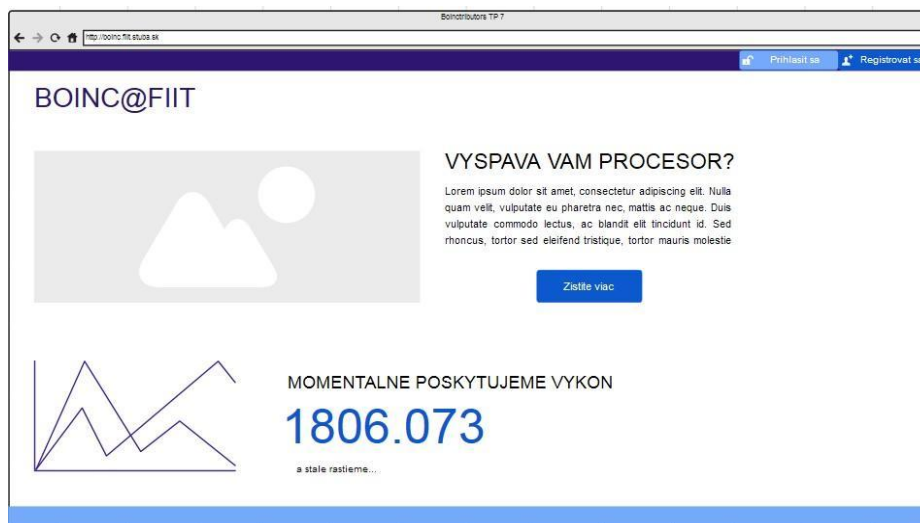 Boinctributors TP 7
http://boinc.fiit.stuba.sk
Prihlasit sa
Registrovat sa
BOINC@FIIT
VYSPAVA VAM PROCESOR?
Lorem ipsum dolor sit amet, consectetur adipiscing elit. Nulla
quam velit, vulputate eu pharetra nec, mattis ac neque. Duis
vulputate commodo lectus, ac blandit elit tincidunt id. Sed
rhoncus, tortor sed eleifend tristique, tortor mauris molestie
Zistite viac
MOMENTALNE POSKYTUJEME VYKON
1806.073
a stale rastieme...